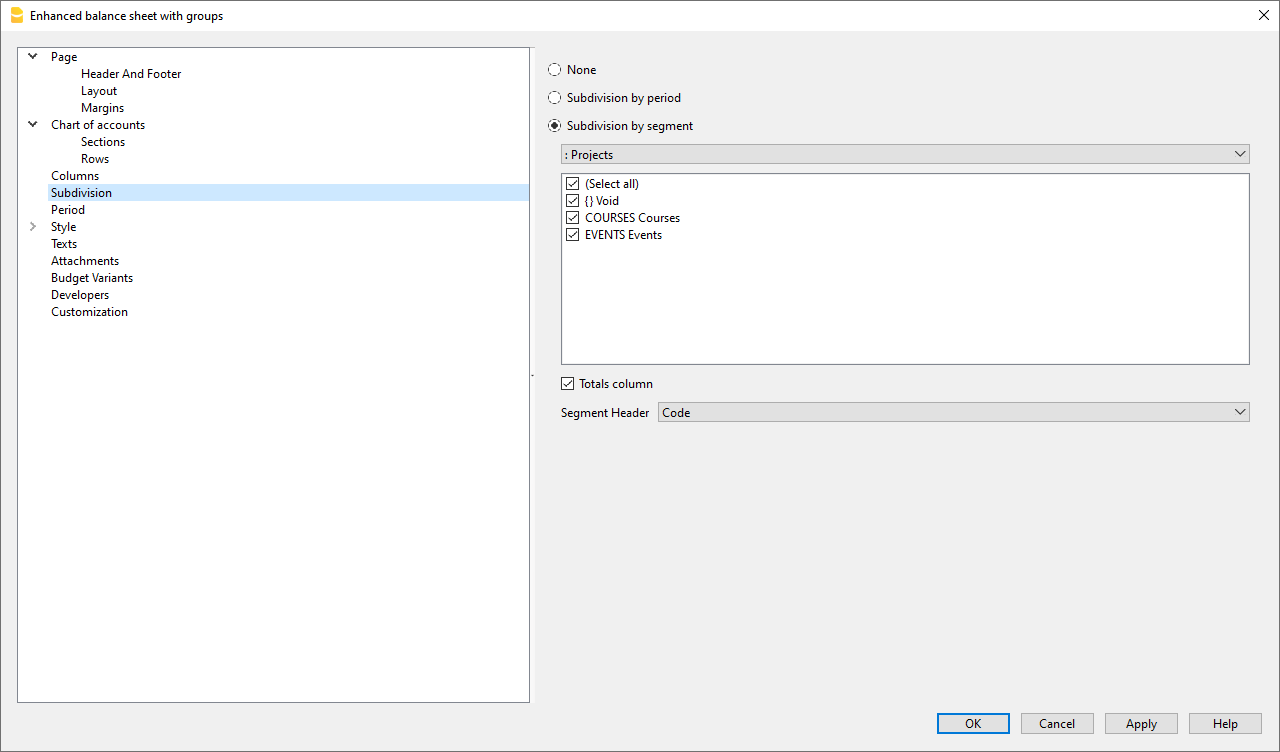 Enhanced balance sheet with groups
Page
Header And Footer
Layout
Margins
Chart of accounts
Sections
Rows
Columns
Subdivision
Period
Style
Texts
Attachments
Budget Variants
Developers
Customization
None
Subdivision by period
Subdivision by segment
: Projects
(Select all)
{} Void
COURSES Courses
EVENTS Events
Totals column
Segment Header Code
OK Cancel Apply Help